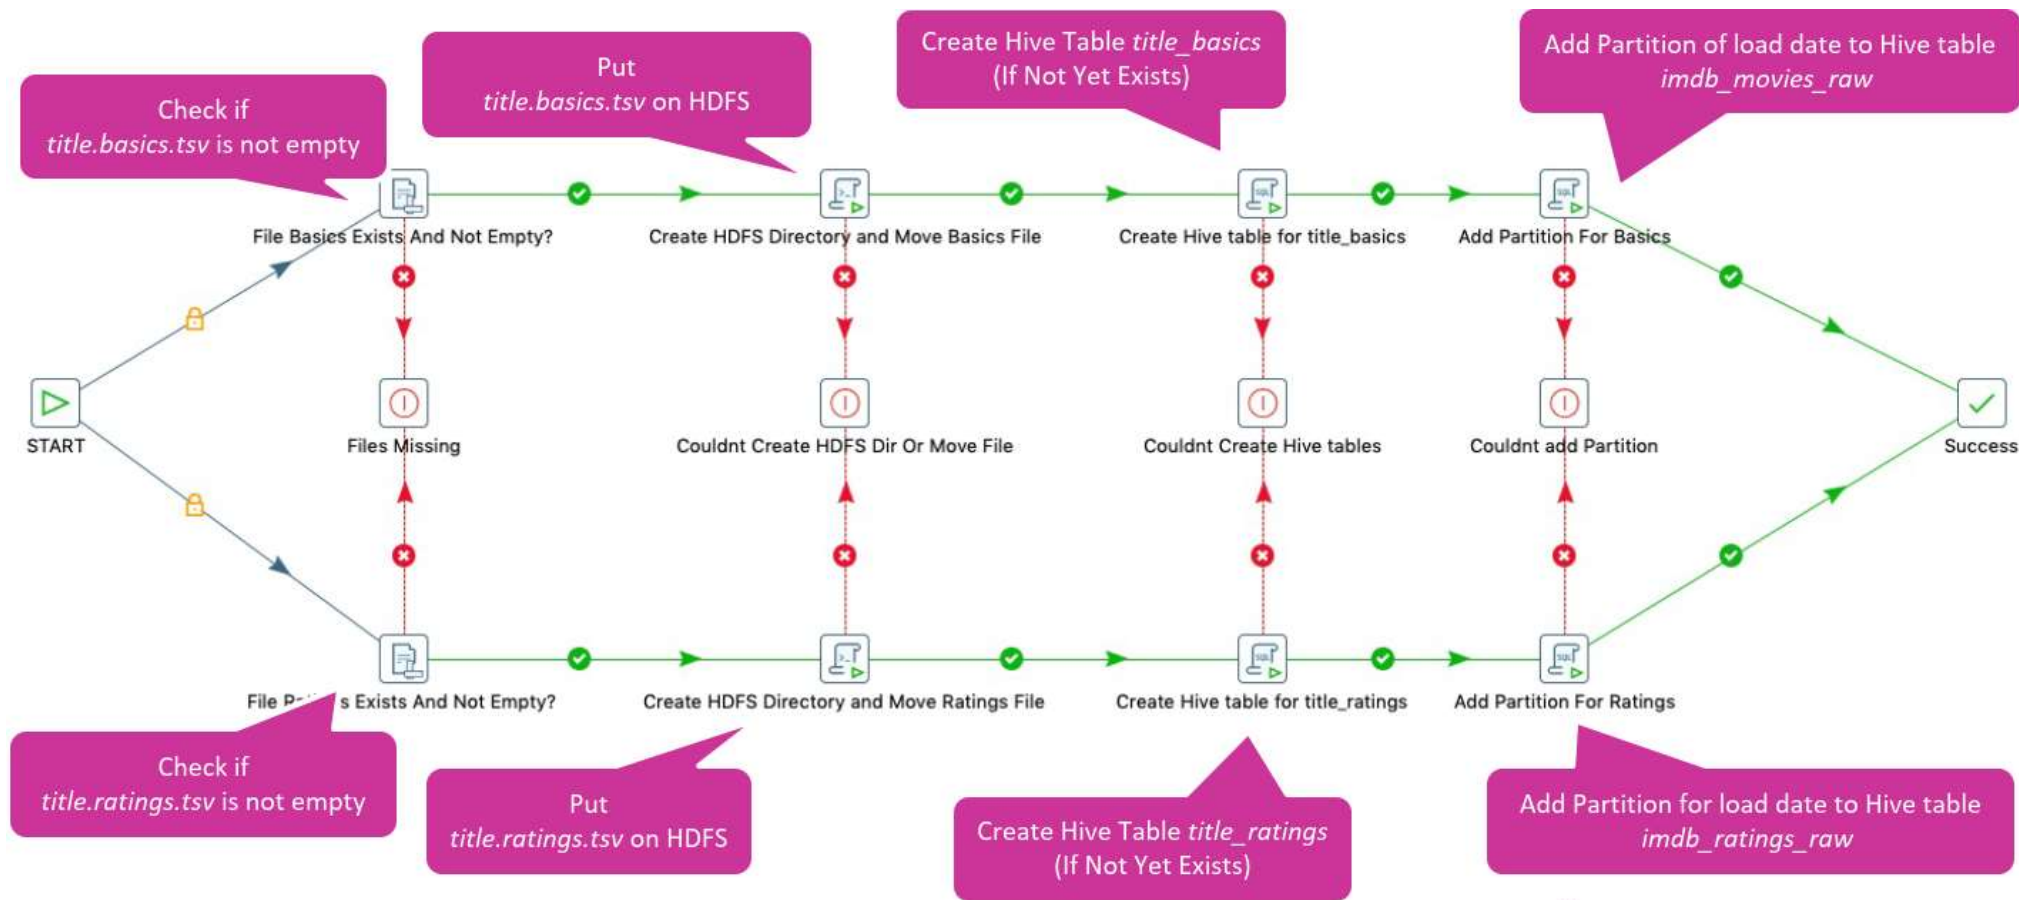 Check if
title.basics.tsv is not empty
Put
title.basics.tsv on HDFS
Create Hive Table title_basics
(If Not Yet Exists)
Add Partition of load date to Hive table
imdb_movies_raw
File Basics Exists And Not Empty?
Create HDFS Directory and Move Basics File
Create Hive table for title_basics
Add Partition For Basics
START
Files Missing
Couldnt Create HDFS Dir Or Move File
Couldnt Create Hive tables
Couldnt add Partition
Success
File s Exists And Not Empty?
Create HDFS Directory and Move Ratings File
Create Hive table for title_ratings
Add Partition For Ratings
Check if
title.ratings.tsv is not empty
Put
title.ratings.tsv on HDFS
Create Hive Table title_ratings
(If Not Yet Exists)
Add Partition for load date to Hive table
imdb_ratings_raw